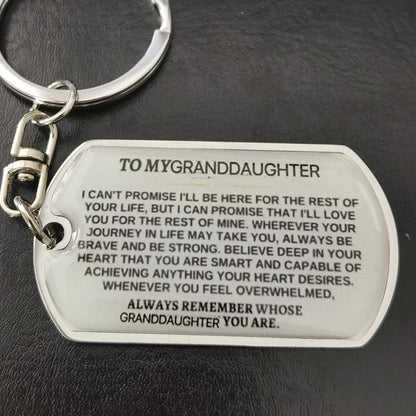 TO MYGRANDDAUGHTER
I CAN'T PROMISE I'LL BE HERE FOR THE REST OF
YOUR LIFE, BUT I CAN PROMISE THAT I'LL LOVE
YOU FOR THE REST OF MINE. WHEREVER YOUR
JOURNEY IN LIFE MAY TAKE YOU, ALWAYS BE
BRAVE AND BE STRONG. BELIEVE DEEP IN YOUR
HEART THAT YOU ARE SMART AND CAPABLE OF
ACHIEVING ANYTHING YOUR HEART DESIRES.
WHENEVER YOU FEEL OVERWHELMED,
ALWAYS REMEMBER WHOSE
GRANDDAUGHTER YOU ARE.